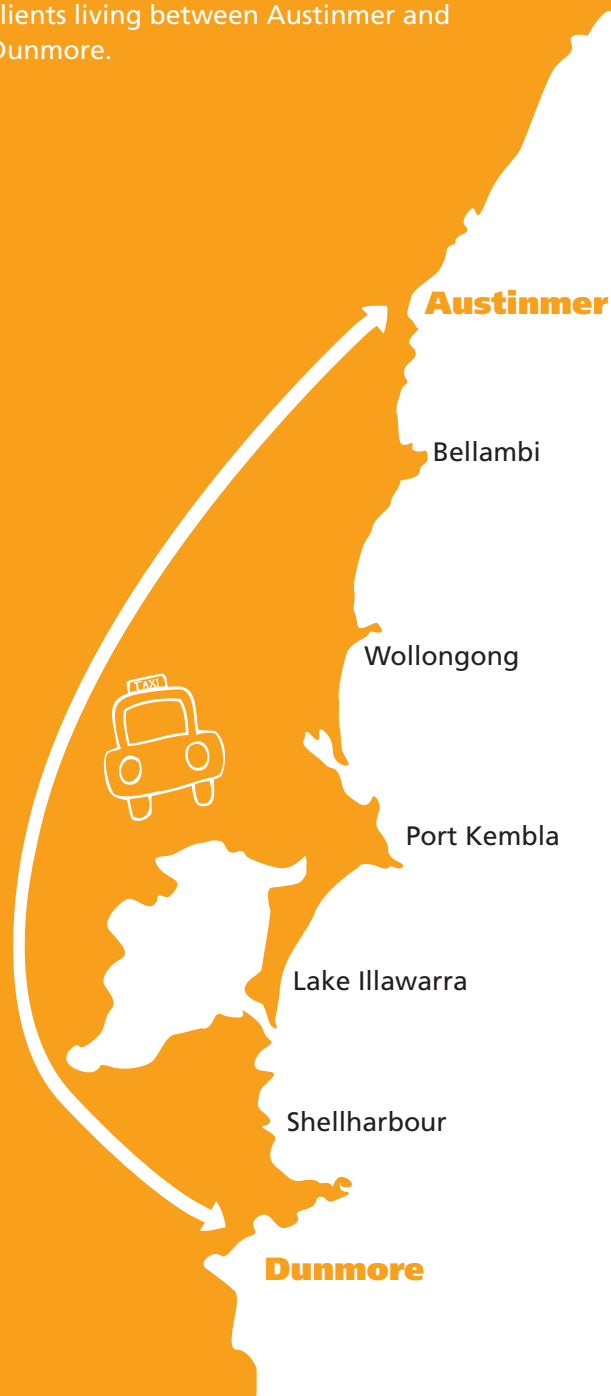 lients living between Austinmer and
Dunmore.
Austinmer
Bellambi
Wollongong
TAXI
Port Kembla
Lake Illawarra
Shellharbour
Dunmore